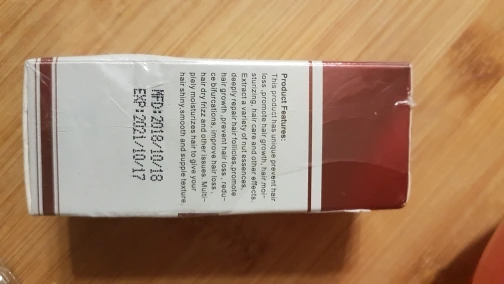 Product Features:
This product has unique prevent hair
loss ,promote hair growth, hair moi-
sturizing, hair care and other effects.
Extract a variety of nut essences,
deeply repair hair follicles,promote
hair growth ,prevent hair loss , redu-
ce bifurcations, improve hair loss ,
hair dry frizz and other issues. Multi-
plely moisturizes hair to give your
hair shiny,smooth and supple texture.
MFD:2018/10/18
EXP:2021/10/17